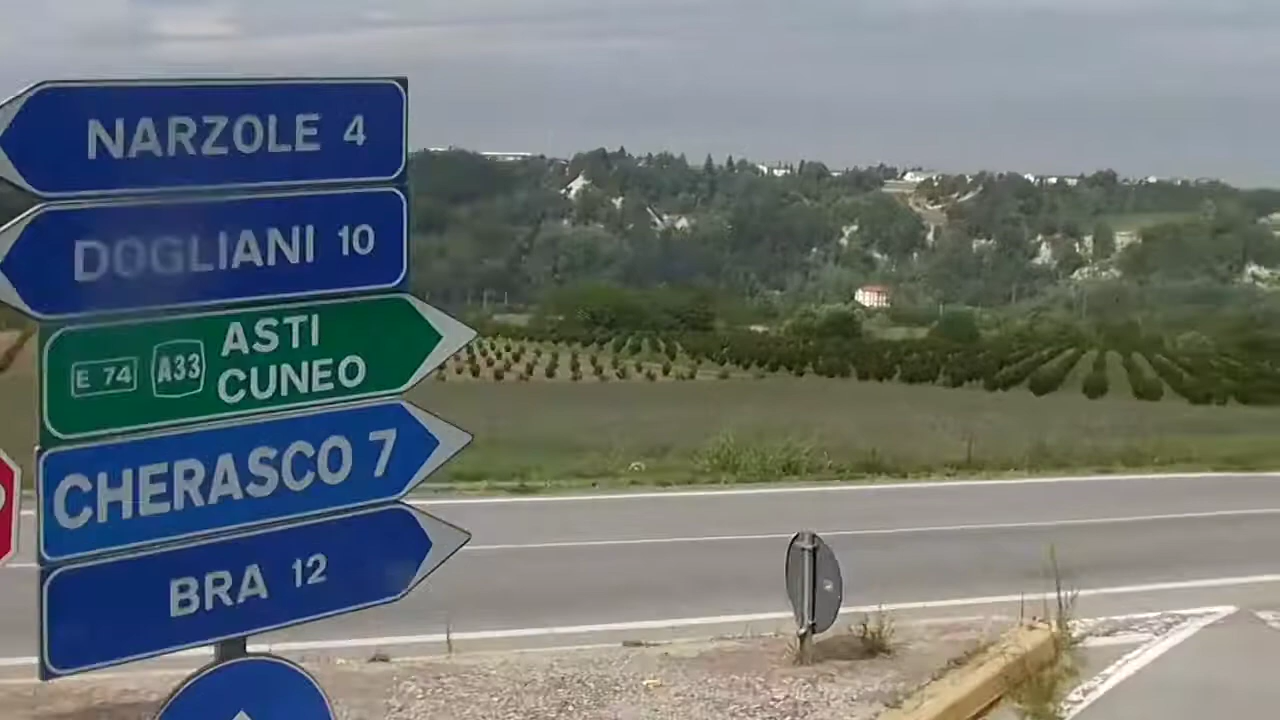 NARZOLE 4
DOGLIANI 10
E 74 A33 ASTI
CUNEO
CHERASCO 7
BRA 12